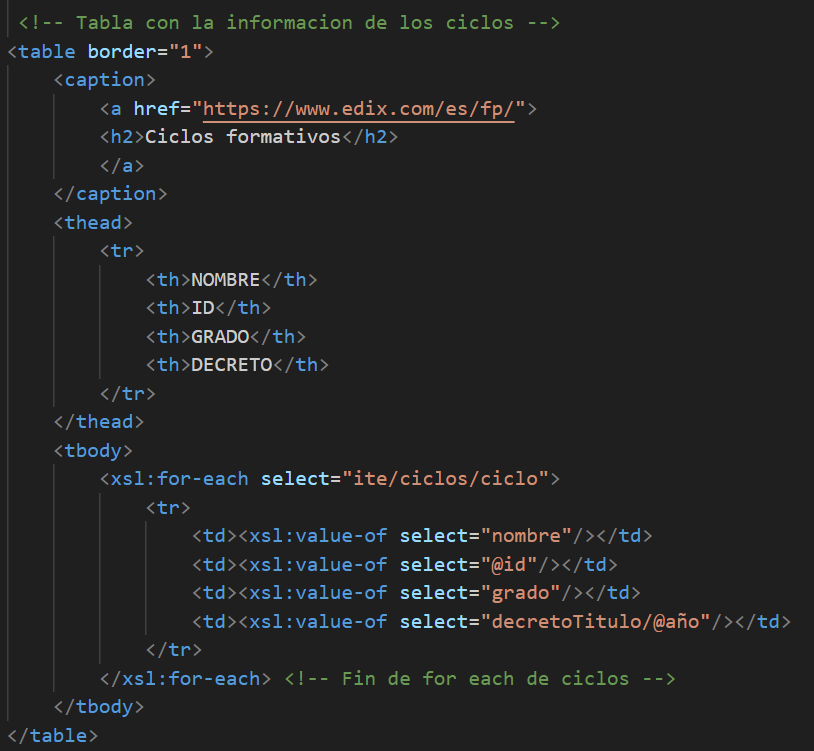 <!-- Tabla con la informacion de los ciclos -->
<table border="1">
<caption>
<a href="https://www.edix.com/es/fp/">
<h2>Ciclos formativos</h2>
</a>
</caption>
<thead>
<tr>
<th>NOMBRE</th>
<th>ID</th>
<th>GRADO</th>
<th>DECRETO</th>
</tr>
</thead>
<tbody>
<xsl:for-each select="ite/ciclos/ciclo">
<tr>
<td><xsl:value-of select="nombre"/></td>
<td><xsl:value-of select="@id"/></td>
<td><xsl:value-of select="grado"/></td>
<td><xsl:value-of select="decretoTitulo/@año"/></td>
</tr>
</xsl:for-each> <!-- Fin de for each de ciclos -->
</tbody>
</table>